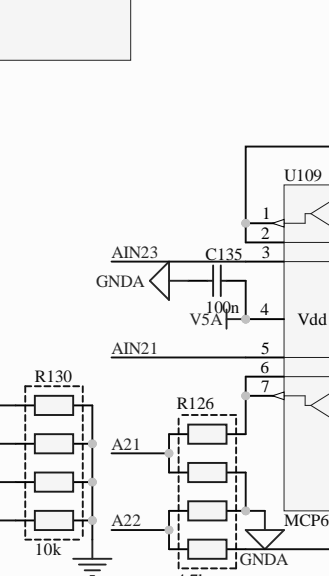 U109
1
2
AIN23
C135
3
GNDA
100n
V5A
4
Vdd
AIN21
5
6
R130
7
R126
A21
A22
MCP6
10k
GNDA